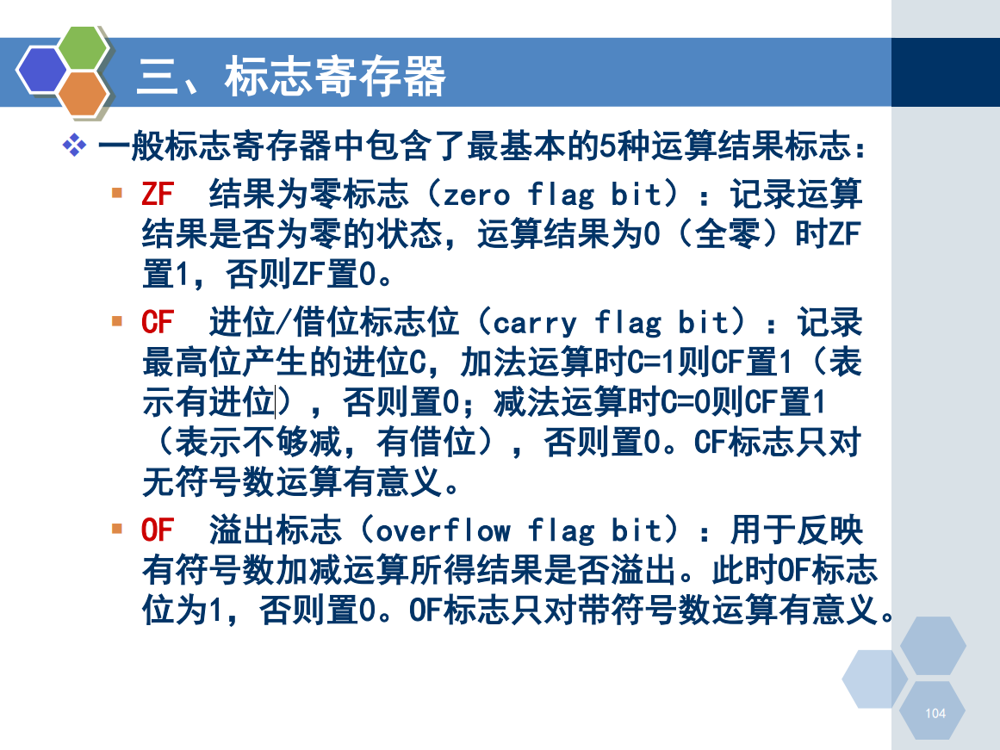 三、标志寄存器
一般标志寄存器中包含了最基本的5种运算结果标志：
ZF 结果为零标志（zero flag bit）：记录运算
结果是否为零的状态，运算结果为0（全零）时ZF
置1，否则ZF置0。
CF 进位/借位标志位（carry flag bit）：记录
最高位产生的进位C，加法运算时C=1则CF置1（表
示有进位），否则置0；减法运算时C=0则CF置1
（表示不够减，有借位），否则置0。CF标志只对
无符号数运算有意义。
OF 溢出标志（overflow flag bit）：用于反映
有符号数加减运算所得结果是否溢出。此时OF标志
位为1，否则置0。OF标志只对带符号数运算有意义。
104